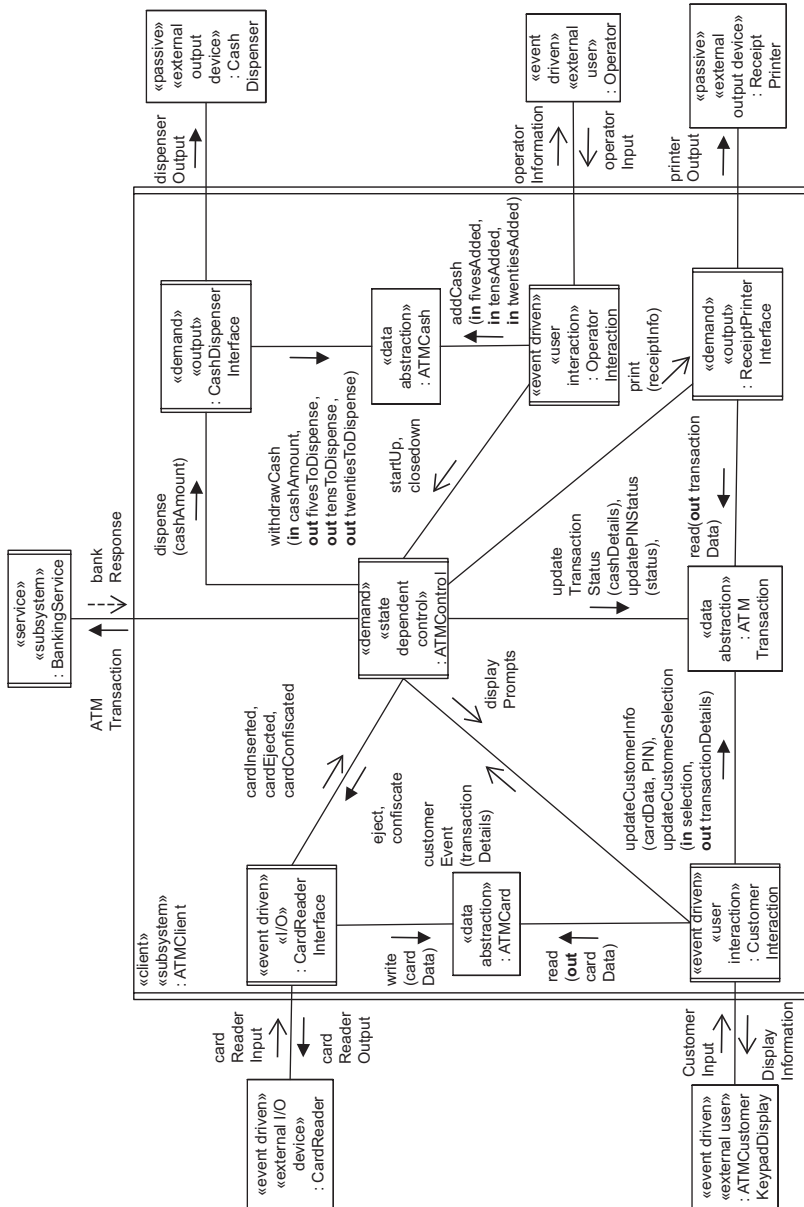 «service»
«subsystem»
: BankingService
ATM
Transaction
bank
Response
«client»
«subsystem»
: ATMClient
«event driven»
«external I/O
device»
: CardReader
card
Reader
Input
card
Reader
Output
«event driven»
«I/O»
: CardReader
Interface
cardInserted,
cardEjected,
cardConfiscated
eject,
confiscate
write
(card
Data)
«data
abstraction»
: ATMCard
read
(out card
Data)
customer
Event
(transaction
Details)
display
Prompts
«event driven»
«external user»
: ATMCustomer
KeypadDisplay
Customer
Input
Display
Information
«event driven»
«user
interaction»
: Customer
Interaction
updateCustomerInfo
(cardData, PIN),
updateCustomerSelection
(in selection,
out transactionDetails)
«demand»
«state
dependent
control»
: ATMControl
dispense
(cashAmount)
«demand»
«output»
: CashDispenser
Interface
dispenser
Output
«passive»
«external
output
device»
: Cash
Dispenser
withdrawCash
(in cashAmount,
out fivesToDispense,
out tensToDispense,
out twentiesToDispense)
«data
abstraction»
: ATMCash
addCash
(in fivesAdded,
in tensAdded,
in twentiesAdded)
startUp,
closedown
«event driven»
«user
interaction»
: Operator
Interaction
operator
Information
operator
Input
«event
driven»
«external
user»
: Operator
print
(receiptInfo)
update
Transaction
Status
(cashDetails),
updatePINStatus
(status),
«data
abstraction»
: ATM
Transaction
read(out transaction
Data)
«demand»
«output»
: ReceiptPrinter
Interface
printer
Output
«passive»
«external
output device»
: Receipt
Printer